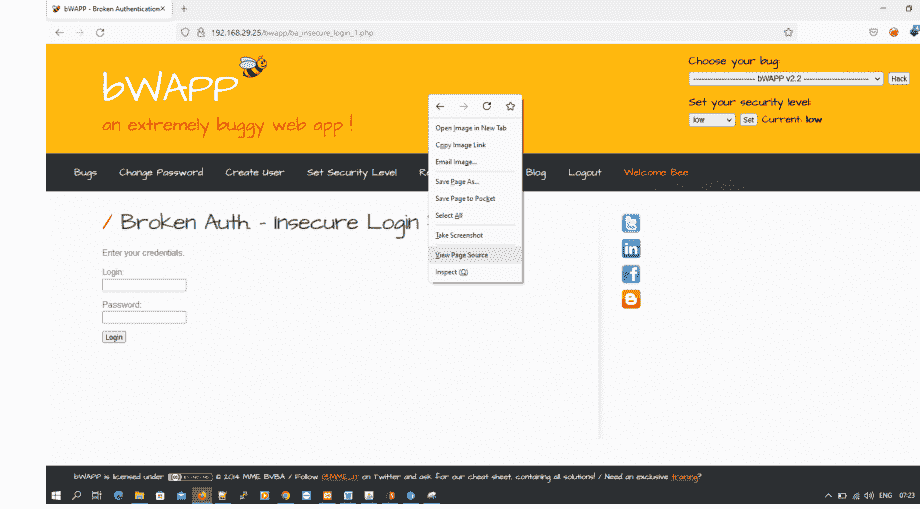 bWAPP - Broken Authentication
192.168.29.25/bwapp/ba_insecure_login_1.php
bWAPP
an extremely buggy web app !
Choose your bug:
bWAPP v2.2
Hack
Set your security level:
low
Set
Current: low
Bugs
Change Password
Create User
Set Security Level
Re
Blog
Logout
Welcome Bee
Open Image in New Tab
Copy Image Link
Email Image...
Save Page As...
Save Page to Pocket
Select All
Take Screenshot
View Page Source
Inspect (Q)
/ Broken Auth. - Insecure Login
Enter your credentials.
Login:
Password:
Login
bWAPP is licensed under © 2014 MME BVBA / Follow @MME_IT on Twitter and ask for our cheat sheet, containing all solutions! / Need an exclusive training?
ENG
07:23